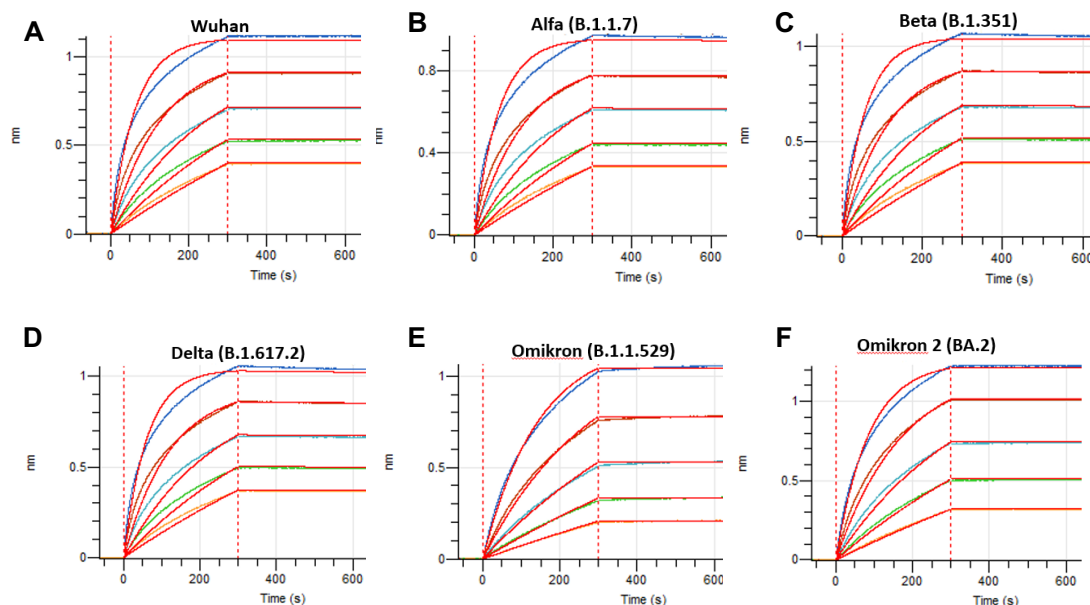 A
Wuhan
1
0.5
0
nm
0
200
400
600
Time (s)
B
Alfa (B.1.1.7)
0.8
0.4
0
nm
0
200
400
600
Time (s)
C
Beta (B.1.351)
1
0.5
0
nm
0
200
400
600
Time (s)
D
Delta (B.1.617.2)
1
0.5
0
nm
0
200
400
600
Time (s)
E
Omikron (B.1.1.529)
1
0.5
0
nm
0
200
400
600
Time (s)
F
Omikron 2 (BA.2)
1
0.5
0
nm
0
200
400
600
Time (s)